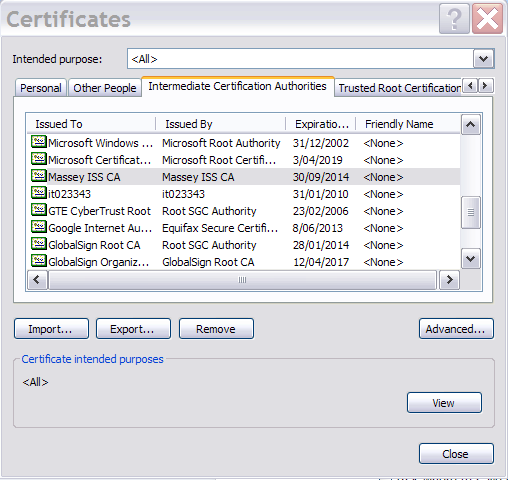 Certificates
Intended purpose: <All>
Personal Other People Intermediate Certification Authorities Trusted Root Certification
Issued To Issued By Expiratio... Friendly Name
Microsoft Windows ... Microsoft Root Authority 31/12/2002 <None>
Microsoft Certificat... Microsoft Root Certifi... 3/04/2019 <None>
Massey ISS CA Massey ISS CA 30/09/2014 <None>
it023343 it023343 31/01/2010 <None>
GTE CyberTrust Root Root SGC Authority 23/02/2006 <None>
Google Internet Au... Equifax Secure Certifi... 8/06/2013 <None>
GlobalSign Root CA Root SGC Authority 28/01/2014 <None>
GlobalSign Organiz... GlobalSign Root CA 12/04/2017 <None>
Import... Export... Remove Advanced...
Certificate intended purposes
<All>
View
Close